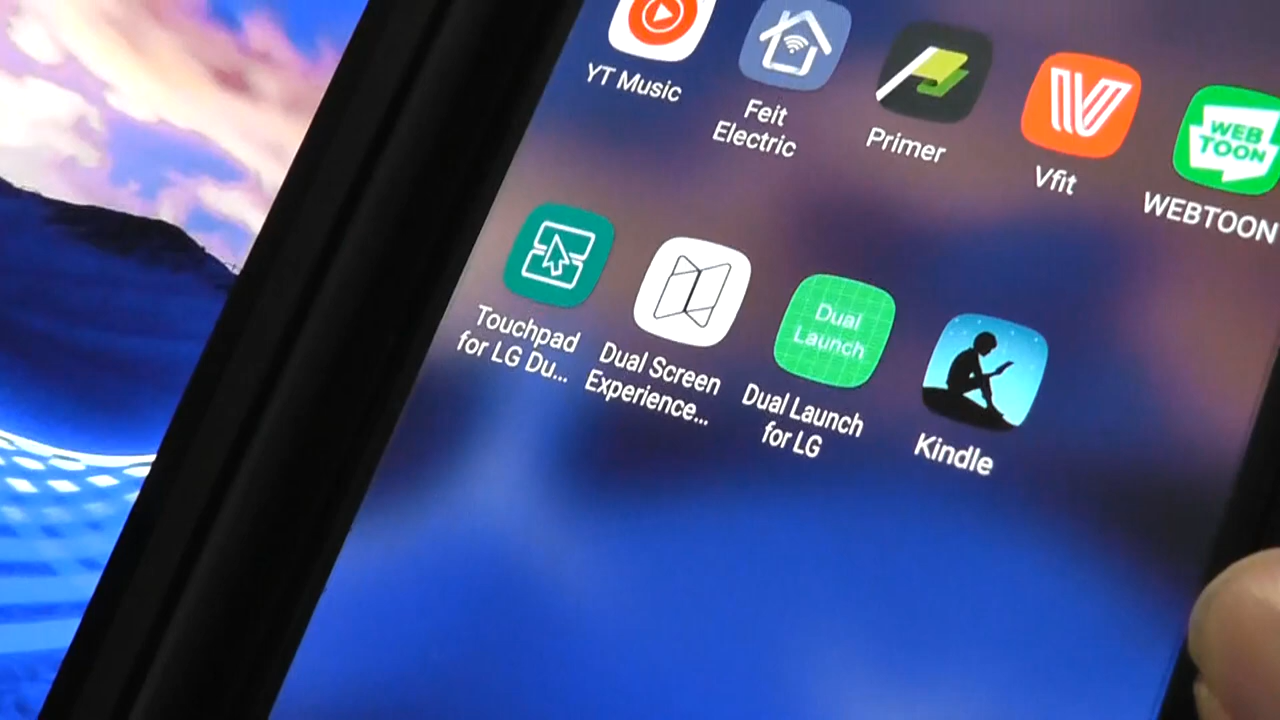 YT Music
Feit
Electric
Primer
Vfit
WEB
TOON
WEBTOON
Touchpad
for LG Du...
Dual Screen
Experience...
Dual
Launch
Dual Launch
for LG
Kindle